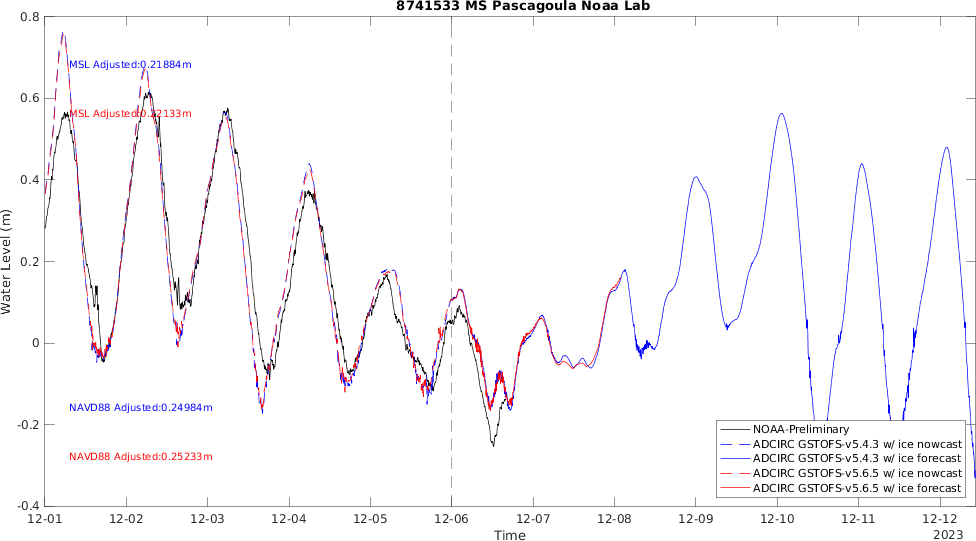 8741533 MS Pascagoula Noaa Lab
0.8
0.6
0.4
0.2
0
-0.2
-0.4
Water Level (m)
MSL Adjusted:0.21884m
MSL Adjusted:0.22133m
NAVD88 Adjusted:0.24984m
NAVD88 Adjusted:0.25233m
NOAA-Preliminary
ADCIRC GSTOFS-v5.4.3 w/ ice nowcast
ADCIRC GSTOFS-v5.4.3 w/ ice forecast
ADCIRC GSTOFS-v5.6.5 w/ ice nowcast
ADCIRC GSTOFS-v5.6.5 w/ ice forecast
12-01 12-02 12-03 12-04 12-05 12-06 12-07 12-08 12-09 12-10 12-11 12-12
2023
Time